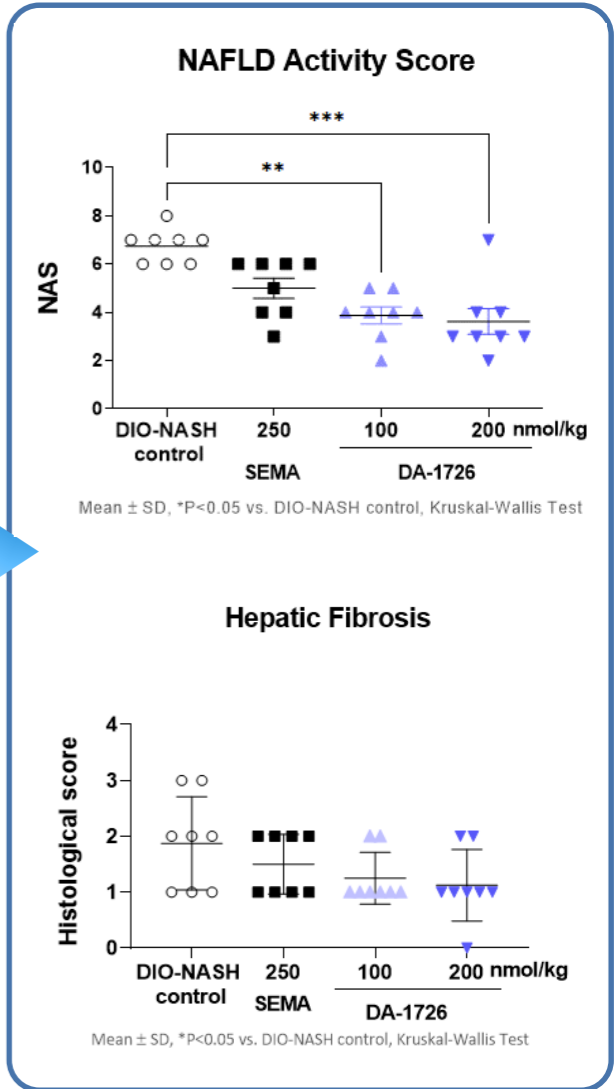 NAFLD Activity Score
***
**
10
8
6
4
2
0
NAS
DIO-NASH
control
250
100
200 nmol/kg
SEMA
DA-1726
Mean ± SD, *P<0.05 vs. DIO-NASH control, Kruskal-Wallis Test
Hepatic Fibrosis
4
3
2
1
0
Histological score
DIO-NASH
control
250
100
200 nmol/kg
SEMA
DA-1726
Mean ± SD, *P<0.05 vs. DIO-NASH control, Kruskal-Wallis Test